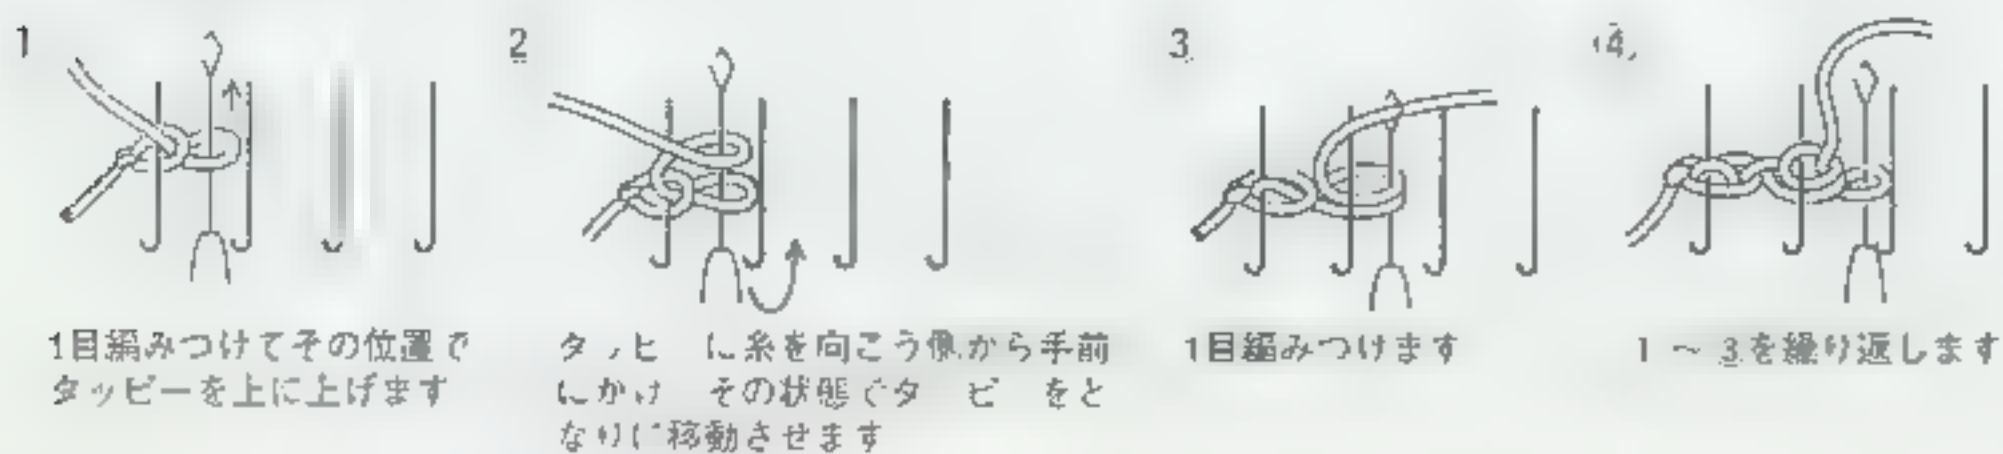 1
1目編みつけてその位置で
タッピーを上に上げます
2
に糸を向こう側から手前
にかけ その状態でタ ピ をと
なりに移動させます
3
1目編みつけます
4
1～3を繰り返します